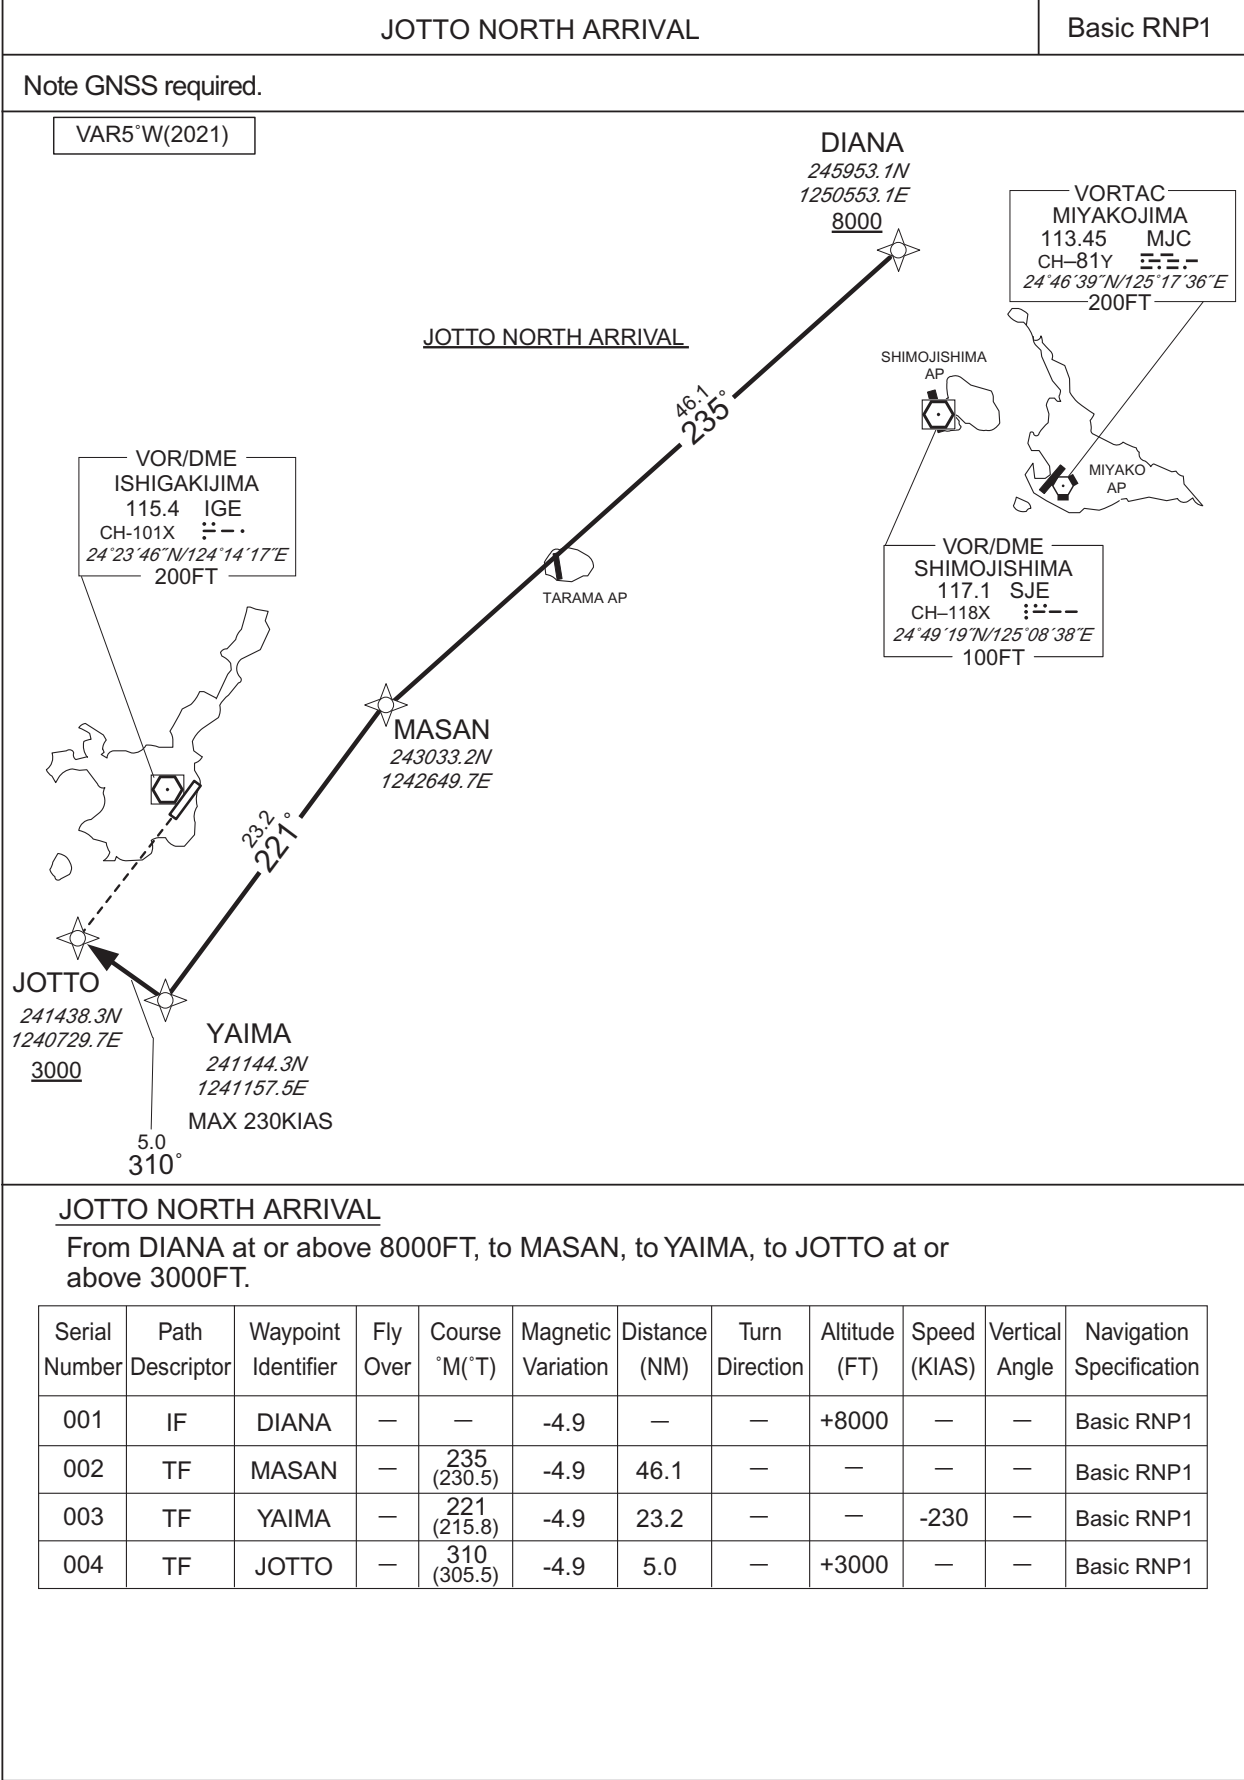 JOTTO NORTH ARRIVAL
Basic RNP1
Note GNSS required.
VAR5˚W(2021)
DIANA
245953.1N
1250553.1E
8000
VORTAC
MIYAKOJIMA
113.45 MJC
CH–81Y
24˚46´39˝N/125˚17´36˝E
200FT
JOTTO NORTH ARRIVAL
SHIMOJISHIMA
AP
46.1
235˚
MIYAKO
AP
VOR/DME
ISHIGAKIJIMA
115.4 IGE
CH-101X
24˚23´46˝N/124˚14´17˝E
200FT
TARAMA AP
VOR/DME
SHIMOJISHIMA
117.1 SJE
CH–118X
24˚49´19˝N/125˚08´38˝E
100FT
MASAN
243033.2N
1242649.7E
23.2
221˚
JOTTO
241438.3N
1240729.7E
3000
YAIMA
241144.3N
1241157.5E
MAX 230KIAS
5.0
310˚
JOTTO NORTH ARRIVAL
From DIANA at or above 8000FT, to MASAN, to YAIMA, to JOTTO at or
above 3000FT.
Serial Path Waypoint Fly Course Magnetic Distance Turn Altitude Speed Vertical Navigation
Number Descriptor Identifier Over ˚M(˚T) Variation (NM) Direction (FT) (KIAS) Angle Specification
001 IF DIANA — — -4.9 — — +8000 — — Basic RNP1
002 TF MASAN — 235 (230.5) -4.9 46.1 — — — — Basic RNP1
003 TF YAIMA — 221 (215.8) -4.9 23.2 — — -230 — Basic RNP1
004 TF JOTTO — 310 (305.5) -4.9 5.0 — +3000 — — Basic RNP1